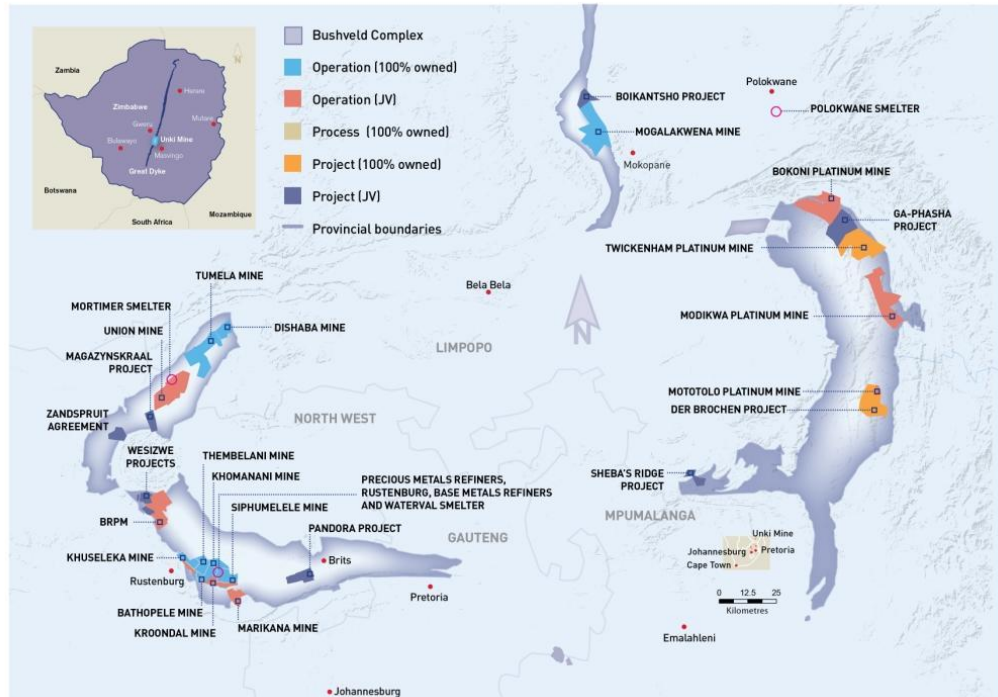 Zambia
Zimbabwe
Harare
Mutare
Gweru
Bulawayo
Unki Mine
Masvingo
Great Dyke
Botswana
South Africa
Mozambique
N
Bushveld Complex
Operation (100% owned)
Operation (JV)
Process (100% owned)
Project (100% owned)
Project (JV)
Provincial boundaries
BOIKANTSHO PROJECT
MOGALAKWENA MINE
Mokopane
Polokwane
POLOKWANE SMELTER
BOKONI PLATINUM MINE
GA-PHASHA
PROJECT
TWICKENHAM PLATINUM MINE
MODIKWA PLATINUM MINE
MOTOTOLO PLATINUM MINE
DER BROCHEN PROJECT
SHEBA'S RIDGE
PROJECT
MPUMALANGA
Bela Bela
N
LIMPOPO
NORTH WEST
GAUTENG
TUMELA MINE
MORTIMER SMELTER
UNION MINE
DISHABA MINE
MAGAZYNSKRAAL
PROJECT
ZANDSPRUIT
AGREEMENT
WESIZWE
PROJECTS
THEMBELANI MINE
KHOMANANI MINE
PRECIOUS METALS REFINERS,
RUSTENBURG, BASE METALS REFINERS
AND WATERVAL SMELTER
SIPHUMELELE MINE
PANDORA PROJECT
BRPM
KHUSELEKA MINE
Rustenburg
Brits
Pretoria
BATHOPELE MINE
KROONDAL MINE
MARIKANA MINE
Johannesburg
Unki Mine
Johannesburg
Pretoria
Cape Town
0 12.5 25
Kilometres
Emalahleni